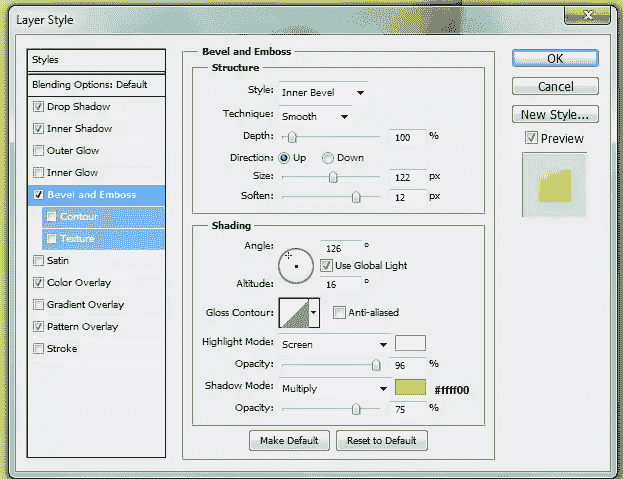 Layer Style
Styles
Blending Options: Default
Drop Shadow
Inner Shadow
Outer Glow
Inner Glow
Bevel and Emboss
Contour
Texture
Satin
Color Overlay
Gradient Overlay
Pattern Overlay
Stroke
Bevel and Emboss
Structure
Style: Inner Bevel
Technique: Smooth
Depth: 100 %
Direction: Up Down
Size: 122 px
Soften: 12 px
Shading
Angle: 126 °
Use Global Light
Altitude: 16 °
Gloss Contour: Anti-aliased
Highlight Mode: Screen
Opacity: 96 %
Shadow Mode: Multiply #ffff00
Opacity: 75 %
Make Default Reset to Default
OK
Cancel
New Style...
Preview